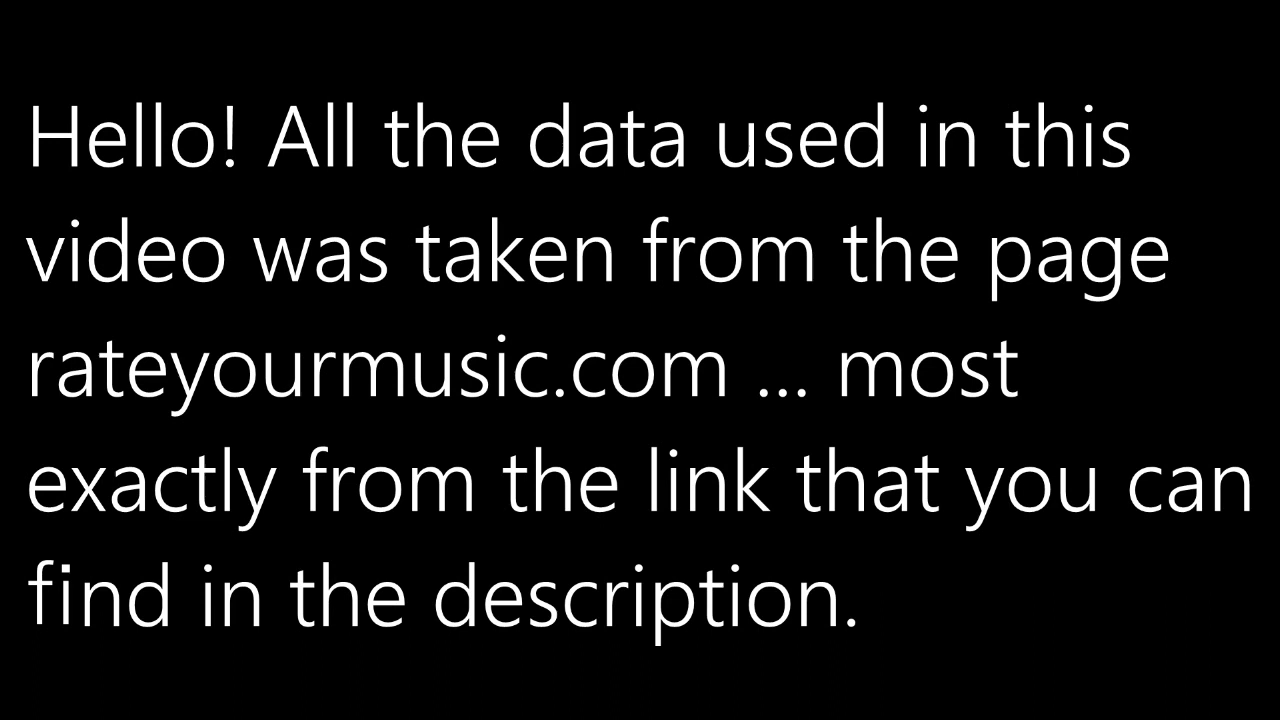 Hello! All the data used in this
video was taken from the page
rateyourmusic.com ... most
exactly from the link that you can
find in the description.